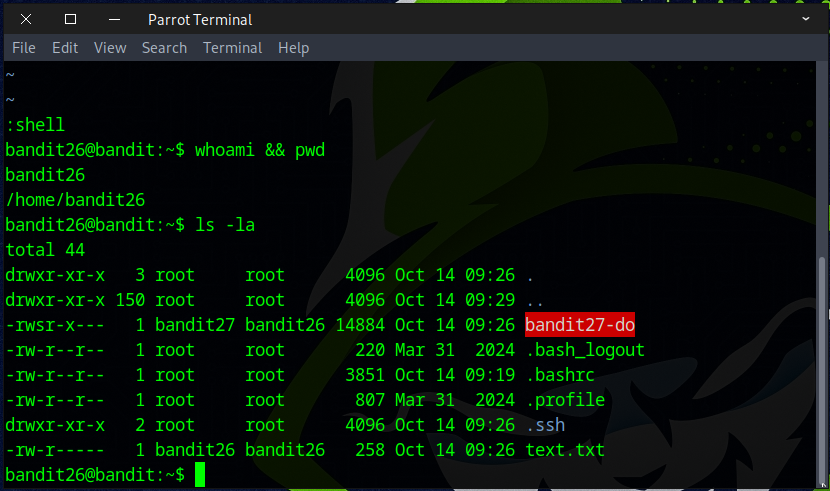 Parrot Terminal
File Edit View Search Terminal Help
~
~
:shell
bandit26@bandit:~$ whoami && pwd
bandit26
/home/bandit26
bandit26@bandit:~$ ls -la
total 44
drwxr-xr-x   3 root     root      4096 Oct 14 09:26 .
drwxr-xr-x 150 root     root      4096 Oct 14 09:29 ..
-rwsr-x---   1 bandit27 bandit26 14884 Oct 14 09:26 bandit27-do
-rw-r--r--   1 root     root       220 Mar 31  2024 .bash_logout
-rw-r--r--   1 root     root      3851 Oct 14 09:19 .bashrc
-rw-r--r--   1 root     root       807 Mar 31  2024 .profile
drwxr-xr-x   2 root     root      4096 Oct 14 09:26 .ssh
-rw-r-----   1 bandit26 bandit26   258 Oct 14 09:26 text.txt
bandit26@bandit:~$